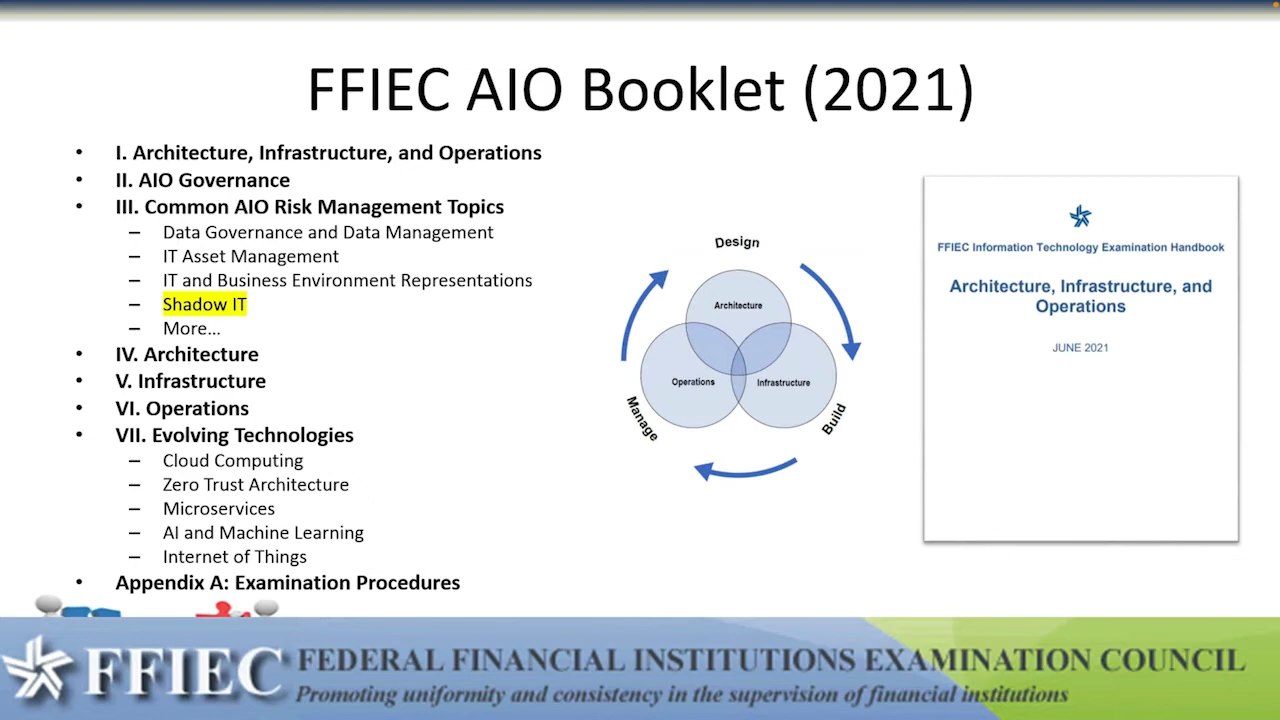 FFIEC AIO Booklet (2021)
• I. Architecture, Infrastructure, and Operations
• II. AIO Governance
• III. Common AIO Risk Management Topics
– Data Governance and Data Management
– IT Asset Management
– IT and Business Environment Representations
– Shadow IT
– More…
• IV. Architecture
• V. Infrastructure
• VI. Operations
• VII. Evolving Technologies
– Cloud Computing
– Zero Trust Architecture
– Microservices
– AI and Machine Learning
– Internet of Things
• Appendix A: Examination Procedures
Design
Architecture
Operations
Infrastructure
Manage
Build
FFIEC Information Technology Examination Handbook
Architecture, Infrastructure, and
Operations
JUNE 2021
FFIEC
FEDERAL FINANCIAL INSTITUTIONS EXAMINATION COUNCIL
Promoting uniformity and consistency in the supervision of financial institutions